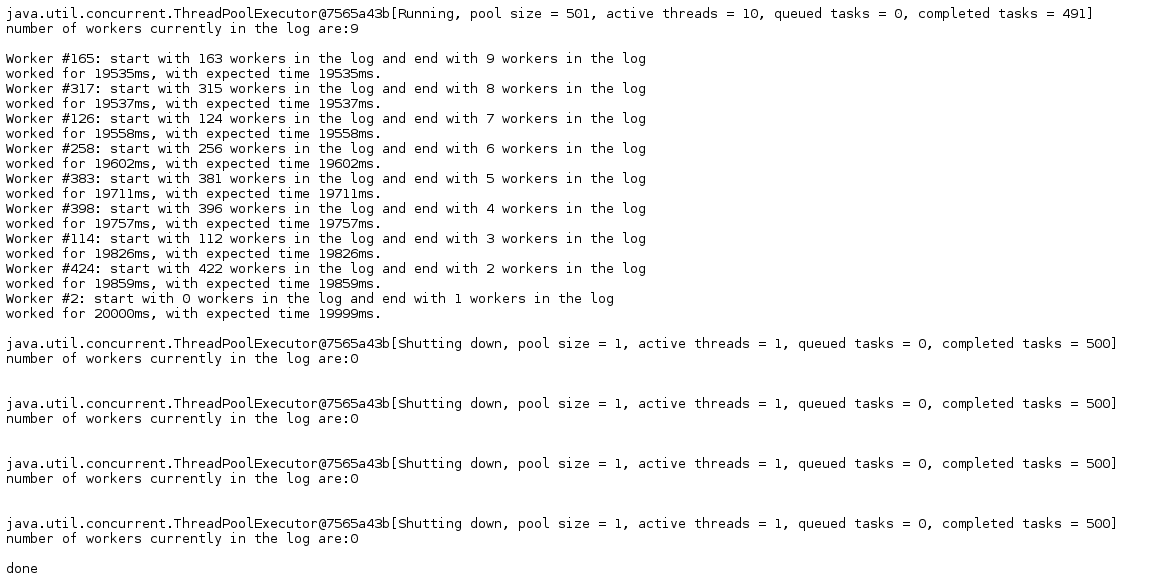 java.util.concurrent.ThreadPoolExecutor@7565a43b[Running, pool size = 501, active threads = 10, queued tasks = 0, completed tasks = 491]
number of workers currently in the log are:9
Worker #165: start with 163 workers in the log and end with 9 workers in the log
worked for 19535ms, with expected time 19535ms.
Worker #317: start with 315 workers in the log and end with 8 workers in the log
worked for 19537ms, with expected time 19537ms.
Worker #126: start with 124 workers in the log and end with 7 workers in the log
worked for 19558ms, with expected time 19558ms.
Worker #258: start with 256 workers in the log and end with 6 workers in the log
worked for 19602ms, with expected time 19602ms.
Worker #383: start with 381 workers in the log and end with 5 workers in the log
worked for 19711ms, with expected time 19711ms.
Worker #398: start with 396 workers in the log and end with 4 workers in the log
worked for 19757ms, with expected time 19757ms.
Worker #114: start with 112 workers in the log and end with 3 workers in the log
worked for 19826ms, with expected time 19826ms.
Worker #424: start with 422 workers in the log and end with 2 workers in the log
worked for 19859ms, with expected time 19859ms.
Worker #2: start with 0 workers in the log and end with 1 workers in the log
worked for 20000ms, with expected time 19999ms.
java.util.concurrent.ThreadPoolExecutor@7565a43b[Shutting down, pool size = 1, active threads = 1, queued tasks = 0, completed tasks = 500]
number of workers currently in the log are:0
java.util.concurrent.ThreadPoolExecutor@7565a43b[Shutting down, pool size = 1, active threads = 1, queued tasks = 0, completed tasks = 500]
number of workers currently in the log are:0
java.util.concurrent.ThreadPoolExecutor@7565a43b[Shutting down, pool size = 1, active threads = 1, queued tasks = 0, completed tasks = 500]
number of workers currently in the log are:0
java.util.concurrent.ThreadPoolExecutor@7565a43b[Shutting down, pool size = 1, active threads = 1, queued tasks = 0, completed tasks = 500]
number of workers currently in the log are:0
done